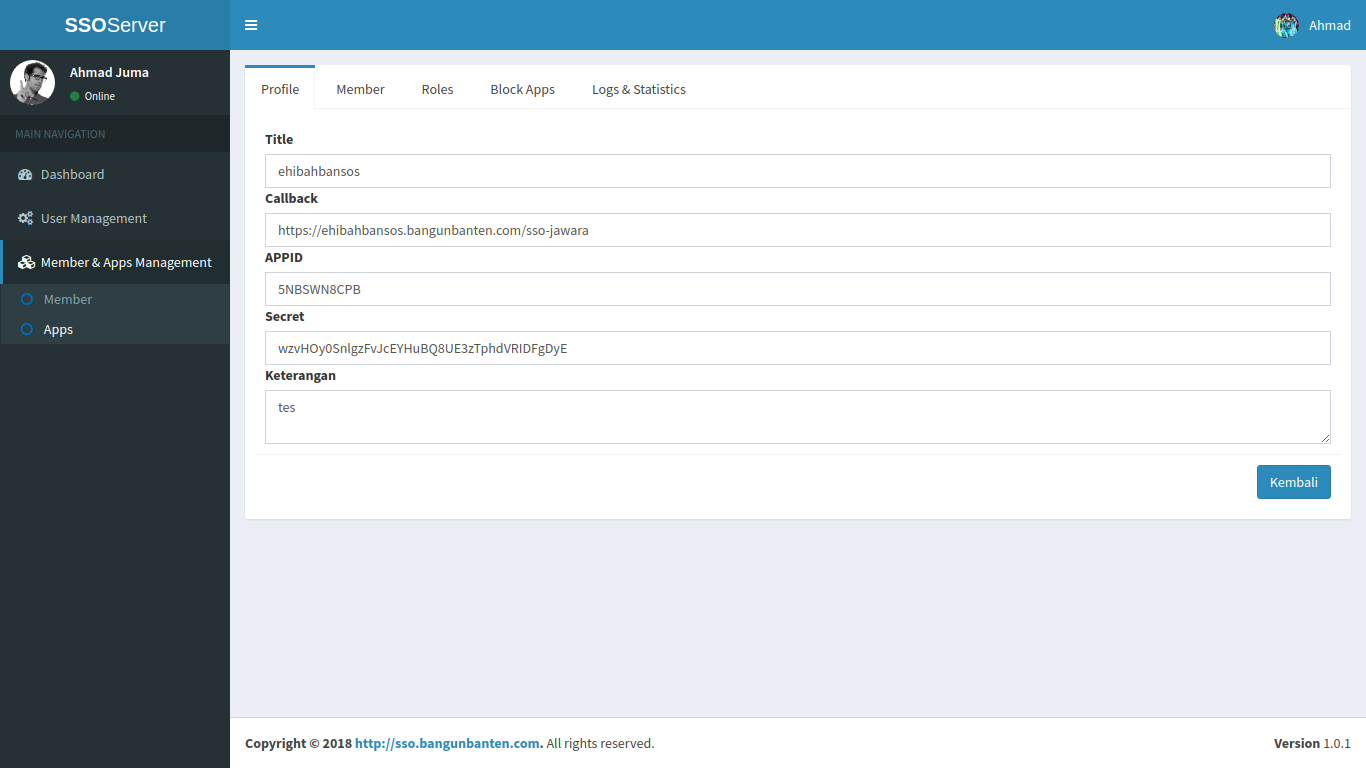 SSOServer
Ahmad
Ahmad Juma
Online
MAIN NAVIGATION
Dashboard
User Management
Member & Apps Management
Member
Apps
Profile Member Roles Block Apps Logs & Statistics
Title
ehibahbansos
Callback
https://ehibahbansos.bangunbanten.com/sso-jawara
APPID
5NBSWN8CPB
Secret
wzvHOy0SnlgzFvJcEYHuBQ8UE3zTphdVRIDFgDyE
Keterangan
tes
Kembali
Copyright © 2018 http://sso.bangunbanten.com. All rights reserved.
Version 1.0.1